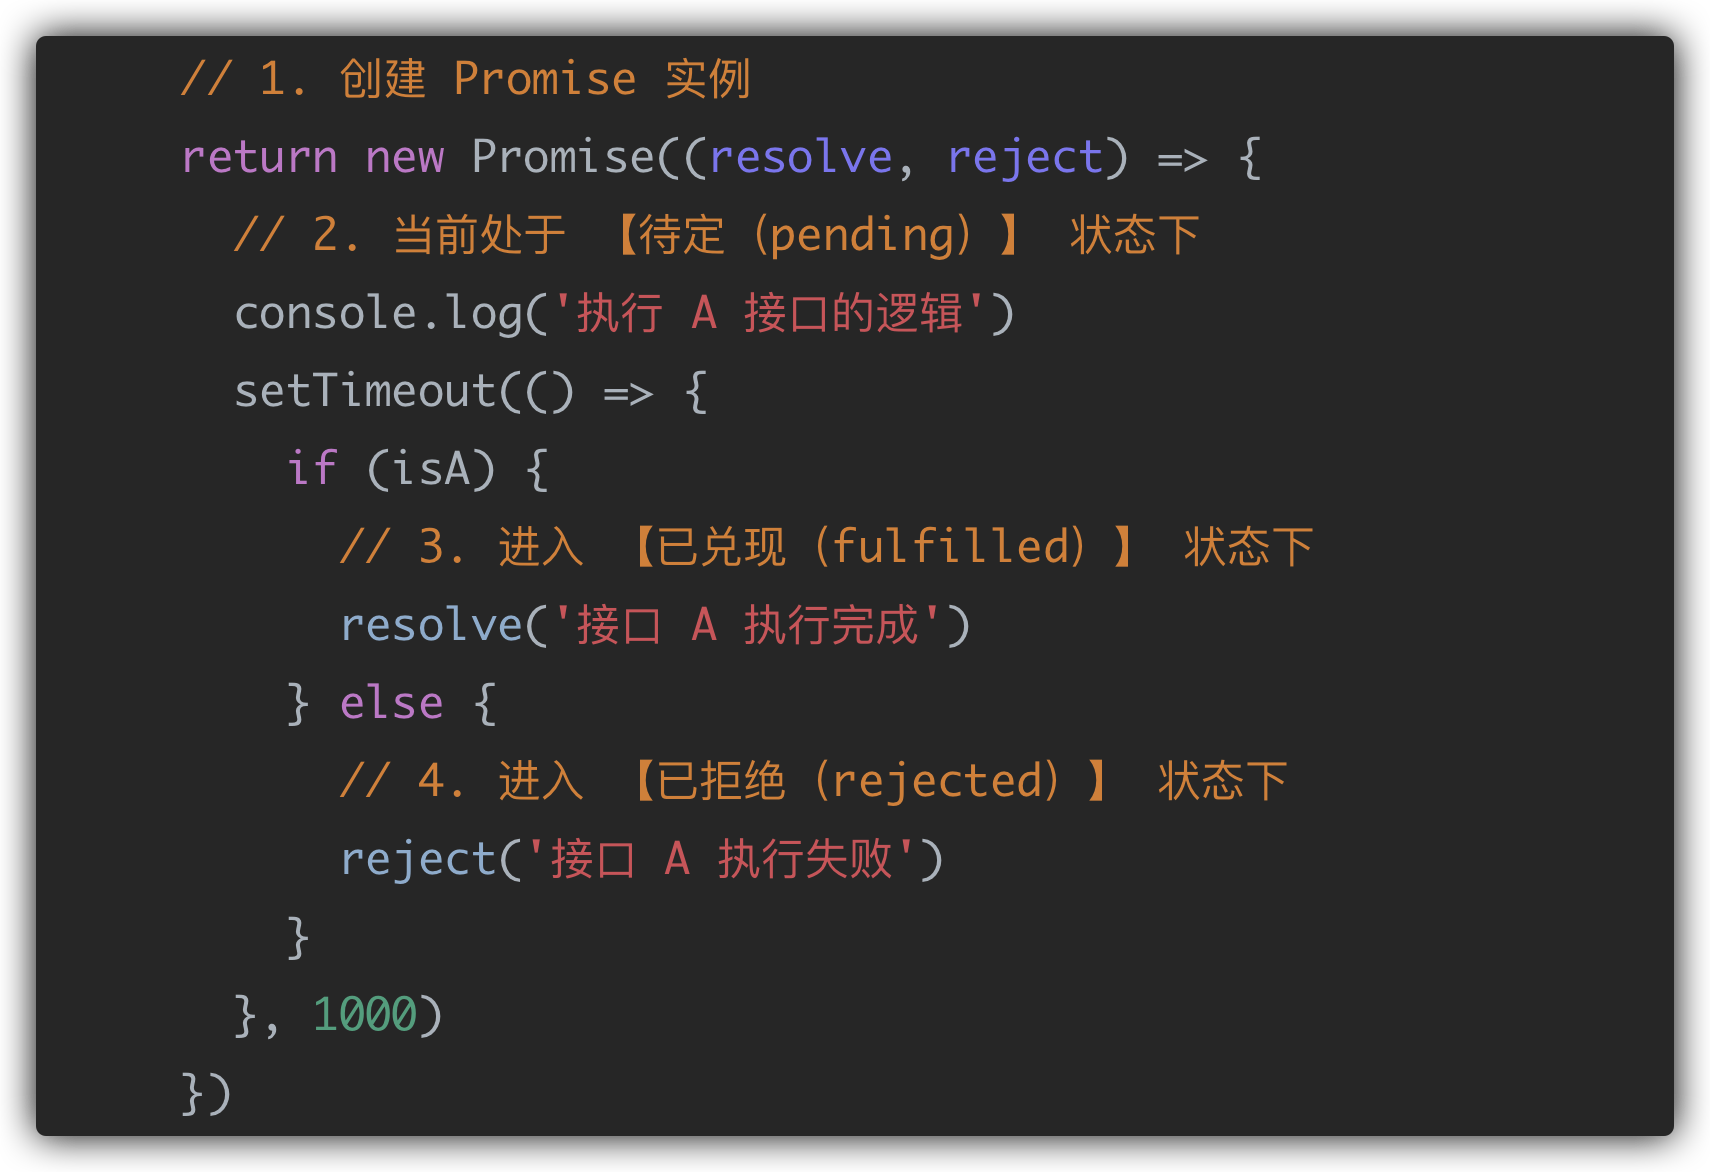 // 1. 创建 Promise 实例
return new Promise((resolve, reject) => {
// 2. 当前处于 【待定（pending）】 状态下
console.log('执行 A 接口的逻辑')
setTimeout(() => {
if (isA) {
// 3. 进入 【已兑现（fulfilled）】 状态下
resolve('接口 A 执行完成')
} else {
// 4. 进入 【已拒绝（rejected）】 状态下
reject('接口 A 执行失败')
}
}, 1000)
})